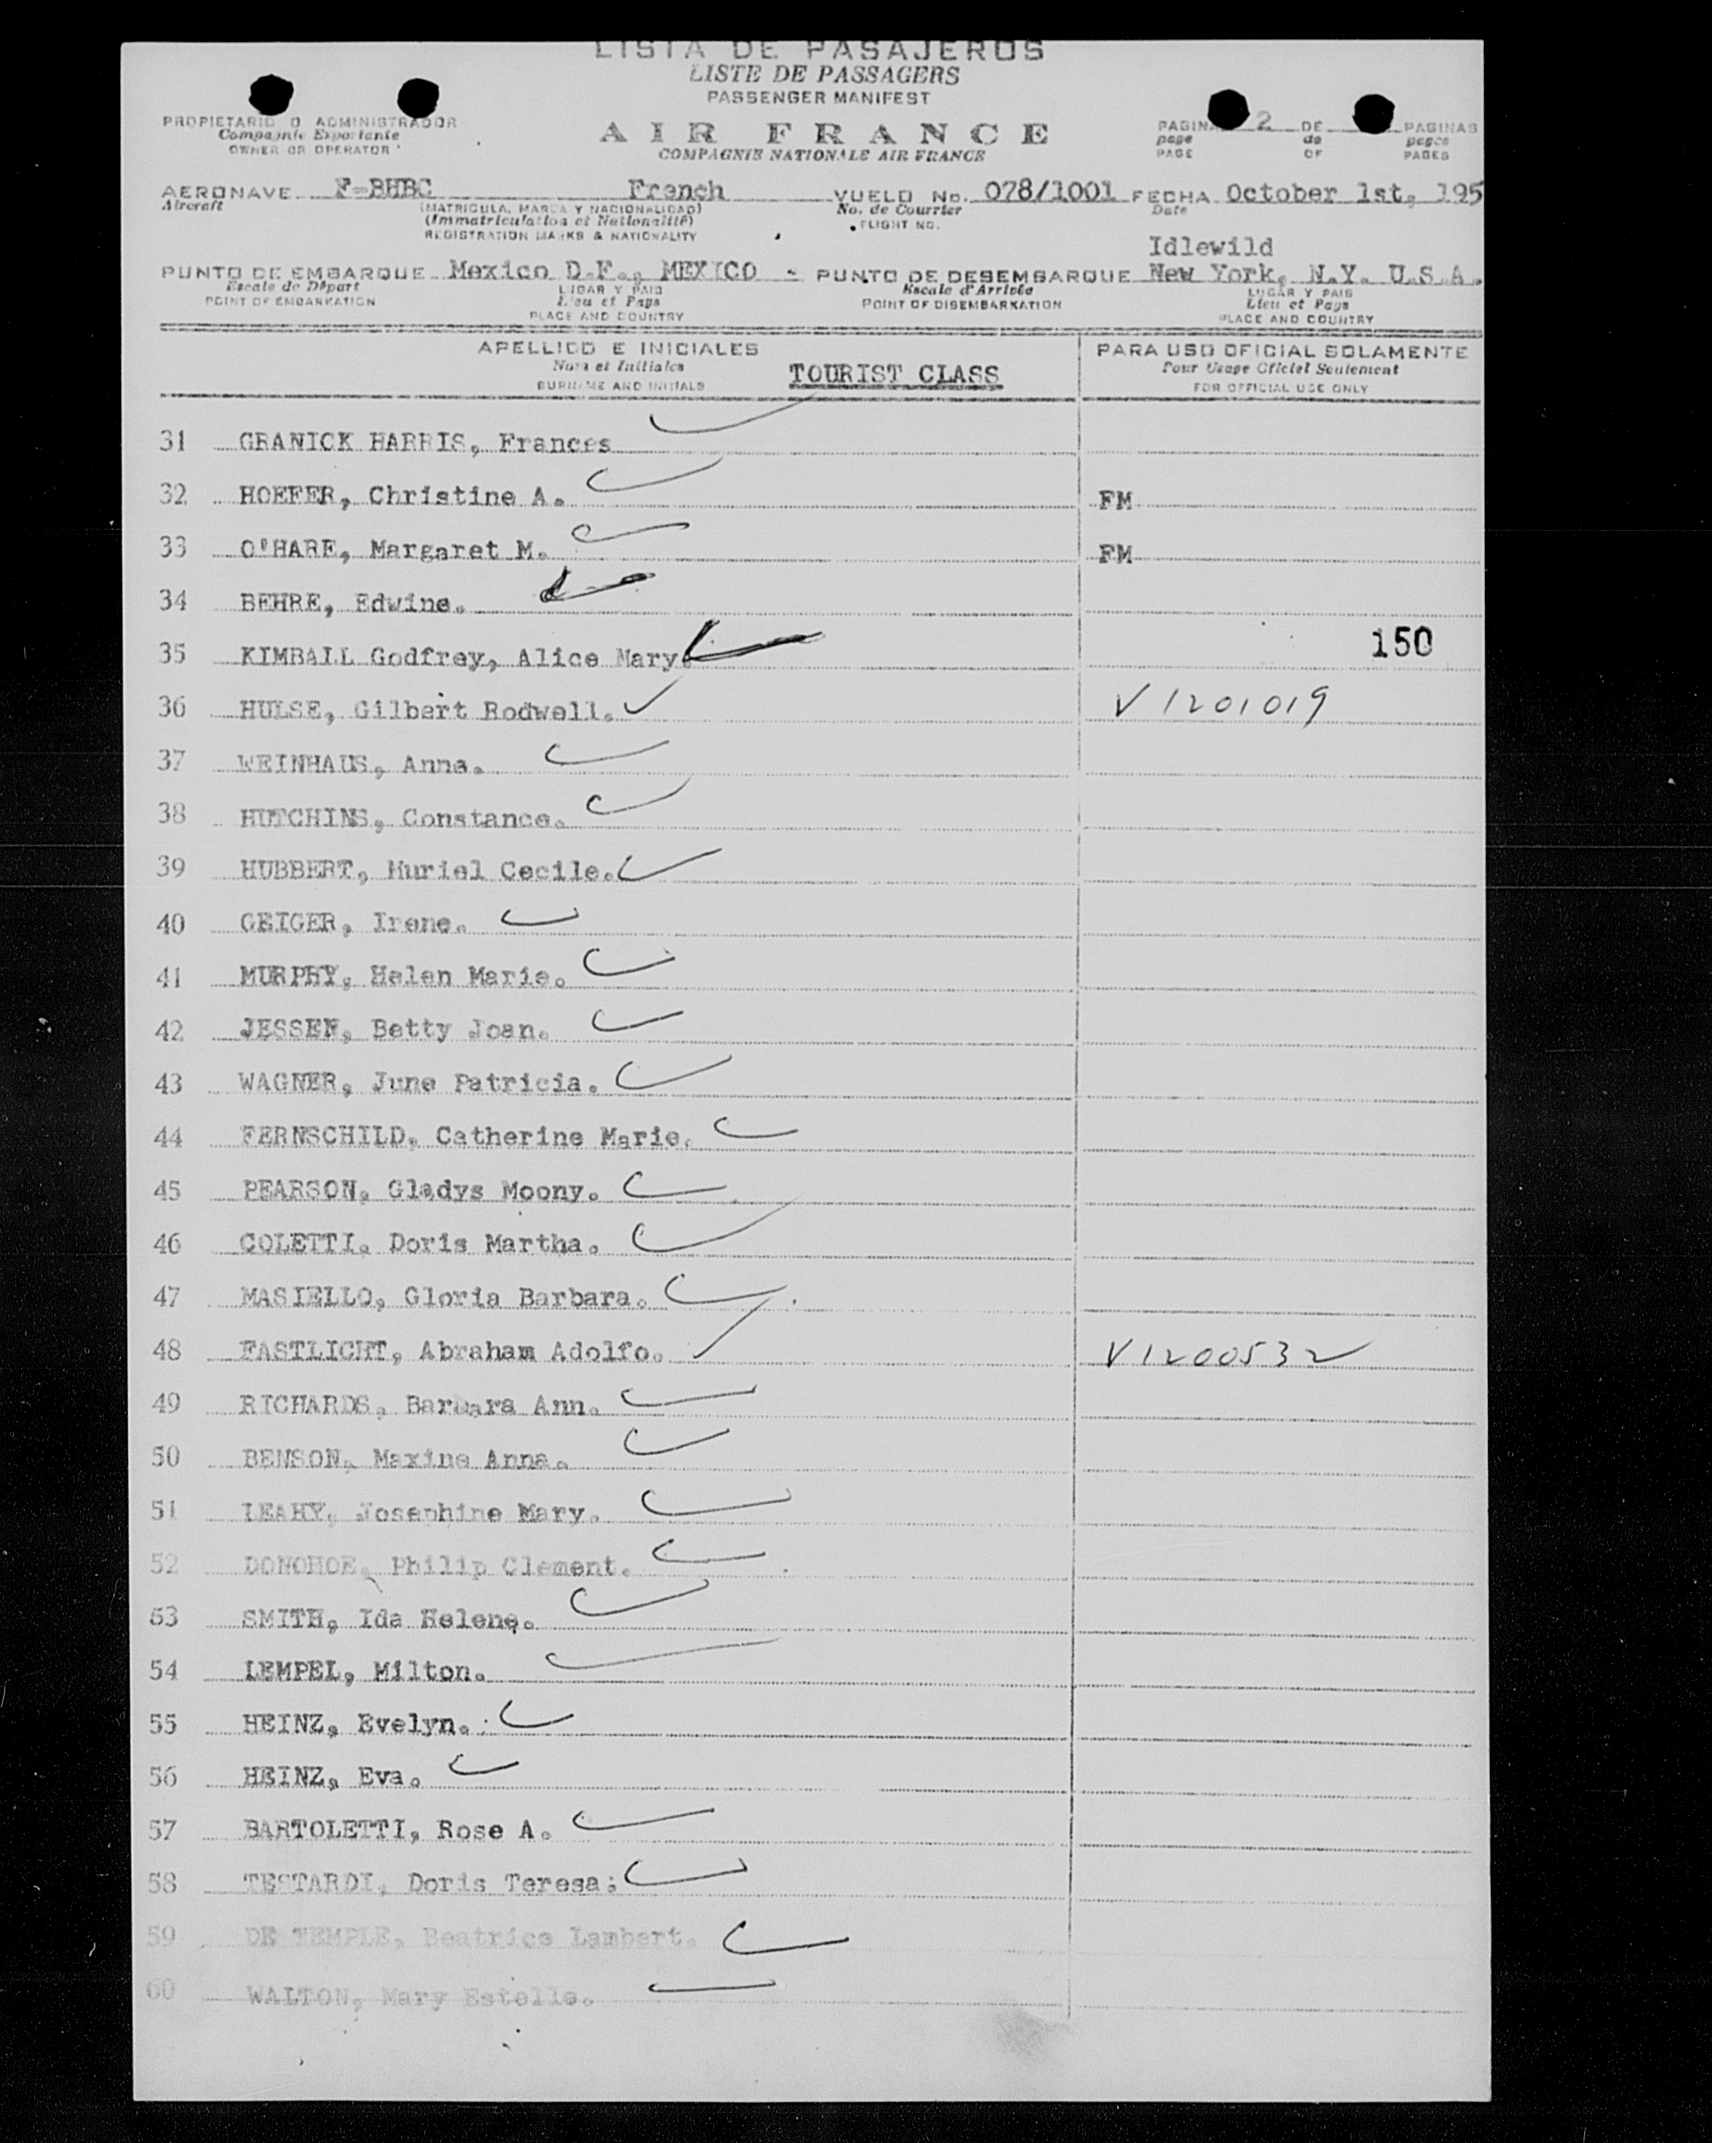 LISTA DE PASAJEROS
LISTE DE PASSAGERS
PASSENGER MANIFEST
PROPIETARIO O ADMINISTRADOR
Compagnie Exportante
OWNER OR OPERATOR
AIR FRANCE
COMPAGNIE NATIONALE AIR FRANCE
PAGINA 2 DE PAGINAS
page de pages
PAGE OF PAGES
AERONAVE F-BHBC French VUELO No. 078/1001 FECHA October 1st, 195
Aircraft (MATRICULA, MARCA Y NACIONALIDAD) No. de Courrier Date
(Immatriculation et Nationalité) FLIGHT NO.
REGISTRATION MARKS & NATIONALITY
Idlewild
PUNTO DE EMBARQUE Mexico D.F., MEXICO - PUNTO DE DESEMBARQUE New York, N.Y. U.S.A.
Escale de Départ LUGAR Y PAIS Escale d'Arrivée LUGAR Y PAIS
POINT OF EMBARKATION Lieu et Pays POINT OF DISEMBARKATION Lieu et Pays
PLACE AND COUNTRY PLACE AND COUNTRY
APELLIDO E INICIALES PARA USO OFICIAL SOLAMENTE
Nom et Initiales TOURIST CLASS Pour Usage Officiel Seulement
SURNAME AND INITIALS FOR OFFICIAL USE ONLY
31 GRANICK HARRIS, Frances
32 HOEFER, Christine A. FM
33 O'HARE, Margaret M. FM
34 BEHRE, Edwine.
35 KIMBALL Godfrey, Alice Mary. 150
36 HULSE, Gilbert Rodwell. V1201019
37 WEINHAUS, Anna.
38 HUTCHINS, Constance.
39 HUBBERT, Muriel Cecile.
40 GEIGER, Irene.
41 MURPHY, Helen Marie.
42 JESSEN, Betty Joan.
43 WAGNER, June Patricia.
44 FERNSCHILD, Catherine Marie.
45 PEARSON, Gladys Moony.
46 COLETTI, Doris Martha.
47 MASIELLO, Gloria Barbara.
48 FASTLICHT, Abraham Adolfo. V1200532
49 RICHARDS, Barbara Ann.
50 BENSON, Maxine Anna.
51 LEAHY, Josephine Mary.
52 DONOHOE, Philip Clement.
53 SMITH, Ida Helene.
54 LEMPEL, Milton.
55 HEINZ, Evelyn.
56 HEINZ, Eva.
57 BARTOLETTI, Rose A.
58 TESTARDI, Doris Teresa;
59 DE TEMPLE, Beatrice Lambert.
60 WALTON, Mary Estelle.